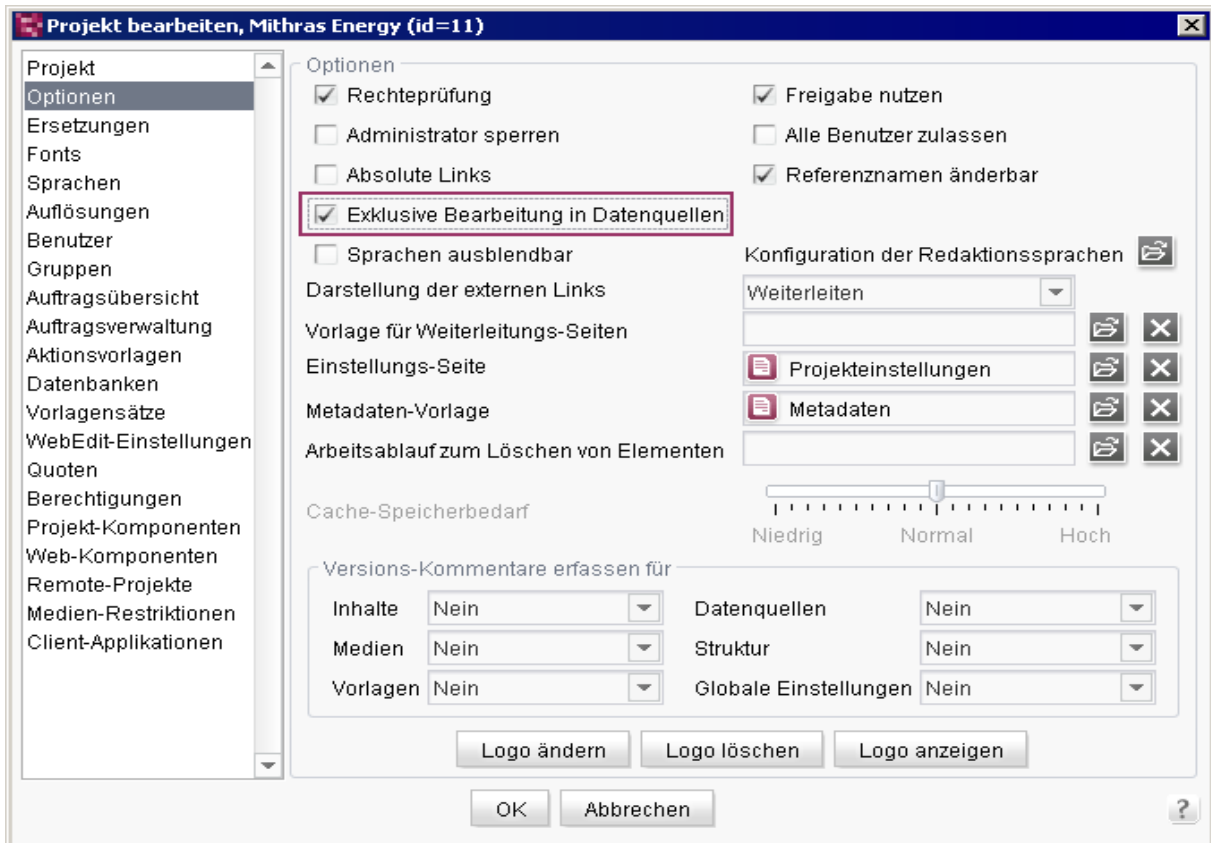 Projekt bearbeiten, Mithras Energy (id=11)
Projekt
Optionen
Ersetzungen
Fonts
Sprachen
Auflösungen
Benutzer
Gruppen
Auftragsübersicht
Auftragsverwaltung
Aktionsvorlagen
Datenbanken
Vorlagensätze
WebEdit-Einstellungen
Quoten
Berechtigungen
Projekt-Komponenten
Web-Komponenten
Remote-Projekte
Medien-Restriktionen
Client-Applikationen
Optionen
Rechteprüfung Freigabe nutzen
Administrator sperren Alle Benutzer zulassen
Absolute Links Referenznamen änderbar
Exklusive Bearbeitung in Datenquellen
Sprachen ausblendbar Konfiguration der Redaktionssprachen
Darstellung der externen Links Weiterleiten
Vorlage für Weiterleitungs-Seiten
Einstellungs-Seite Projekteinstellungen
Metadaten-Vorlage Metadaten
Arbeitsablauf zum Löschen von Elementen
Cache-Speicherbedarf
Niedrig Normal Hoch
Versions-Kommentare erfassen für
Inhalte Nein Datenquellen Nein
Medien Nein Struktur Nein
Vorlagen Nein Globale Einstellungen Nein
Logo ändern Logo löschen Logo anzeigen
OK Abbrechen ?